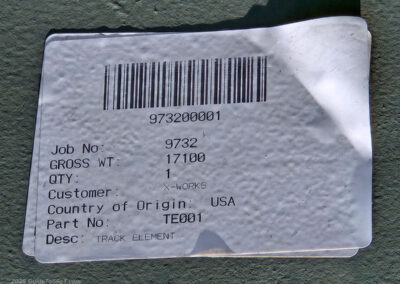 973200001
Job No: 9732
GROSS WT: 17100
QTY: 1
Customer: X-WORKS
Country of Origin: USA
Part No: TE001
Desc: TRACK ELEMENT